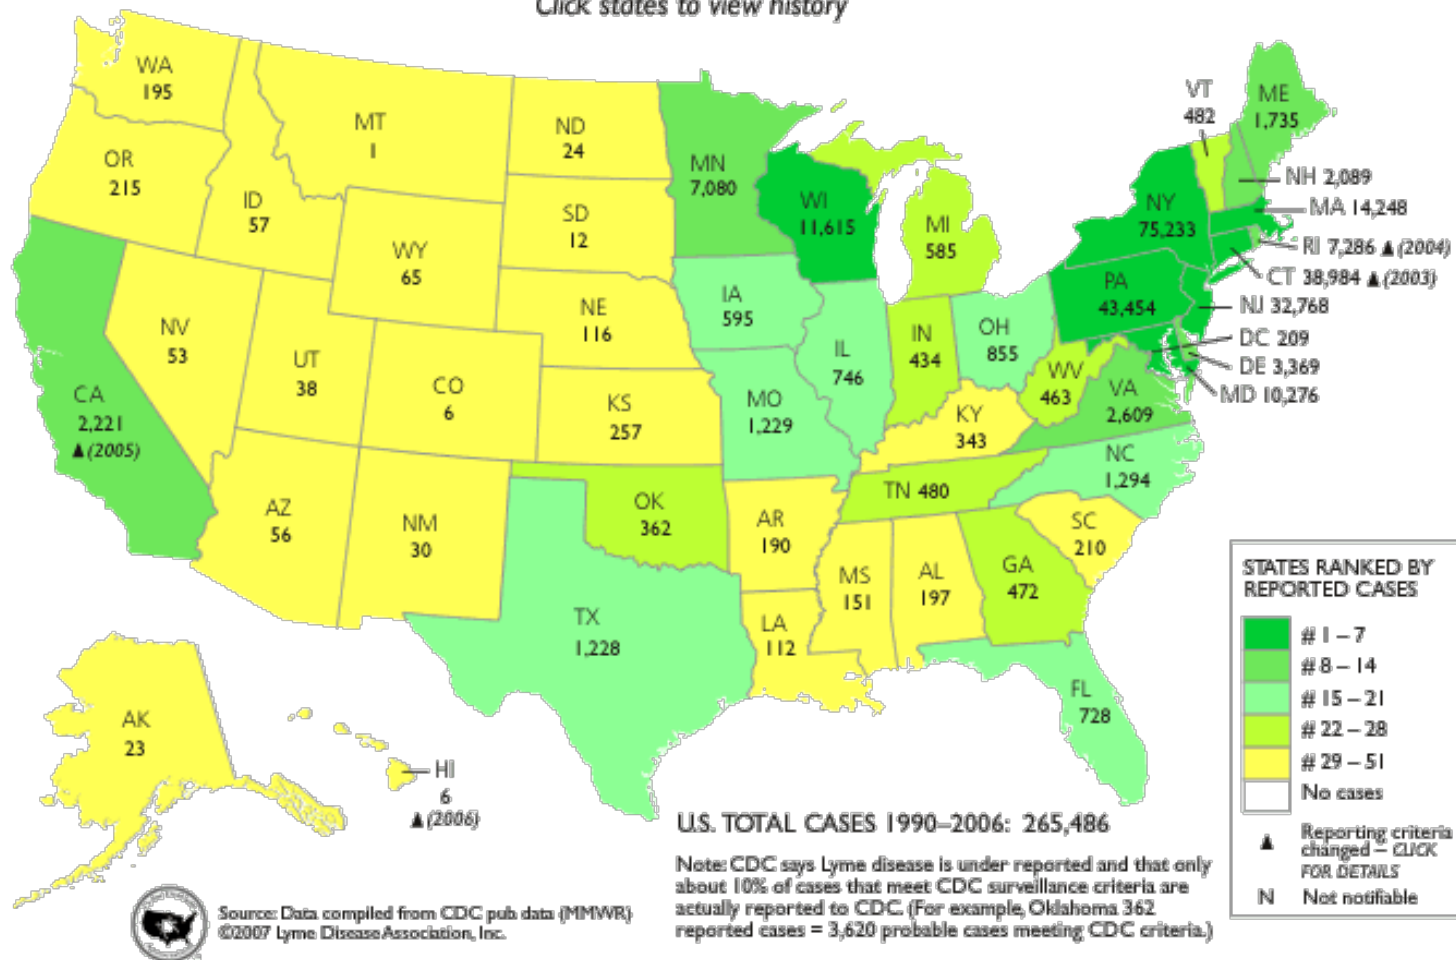 Click states to view history
WA
195
MT
1
ND
24
MN
7,080
VT
482
ME
1,735
OR
215
ID
57
SD
12
WI
11,615
MI
585
NY
75,233
NH 2,089
MA 14,248
RI 7,286 ▲(2004)
CT 38,984 ▲(2003)
WY
65
NE
116
IA
595
PA
43,454
NJ 32,768
DC 209
DE 3,369
MD 10,276
NV
53
UT
38
CO
6
KS
257
MO
1,229
IL
746
IN
434
OH
855
WV
463
VA
2,609
KY
343
CA
2,221
▲(2005)
NC
1,294
TN 480
AZ
56
NM
30
OK
362
AR
190
SC
210
MS
151
AL
197
GA
472
TX
1,228
LA
112
FL
728
AK
23
HI
6
▲(2006)
STATES RANKED BY
REPORTED CASES
# 1 – 7
# 8 – 14
# 15 – 21
# 22 – 28
# 29 – 51
No cases
▲ Reporting criteria
changed – CLICK
FOR DETAILS
N Not notifiable
U.S. TOTAL CASES 1990–2006: 265,486
Note: CDC says Lyme disease is under reported and that only
about 10% of cases that meet CDC surveillance criteria are
actually reported to CDC. (For example, Oklahoma 362
reported cases = 3,620 probable cases meeting CDC criteria.)
Source: Data compiled from CDC pub data (MMWR)
©2007 Lyme Disease Association, Inc.